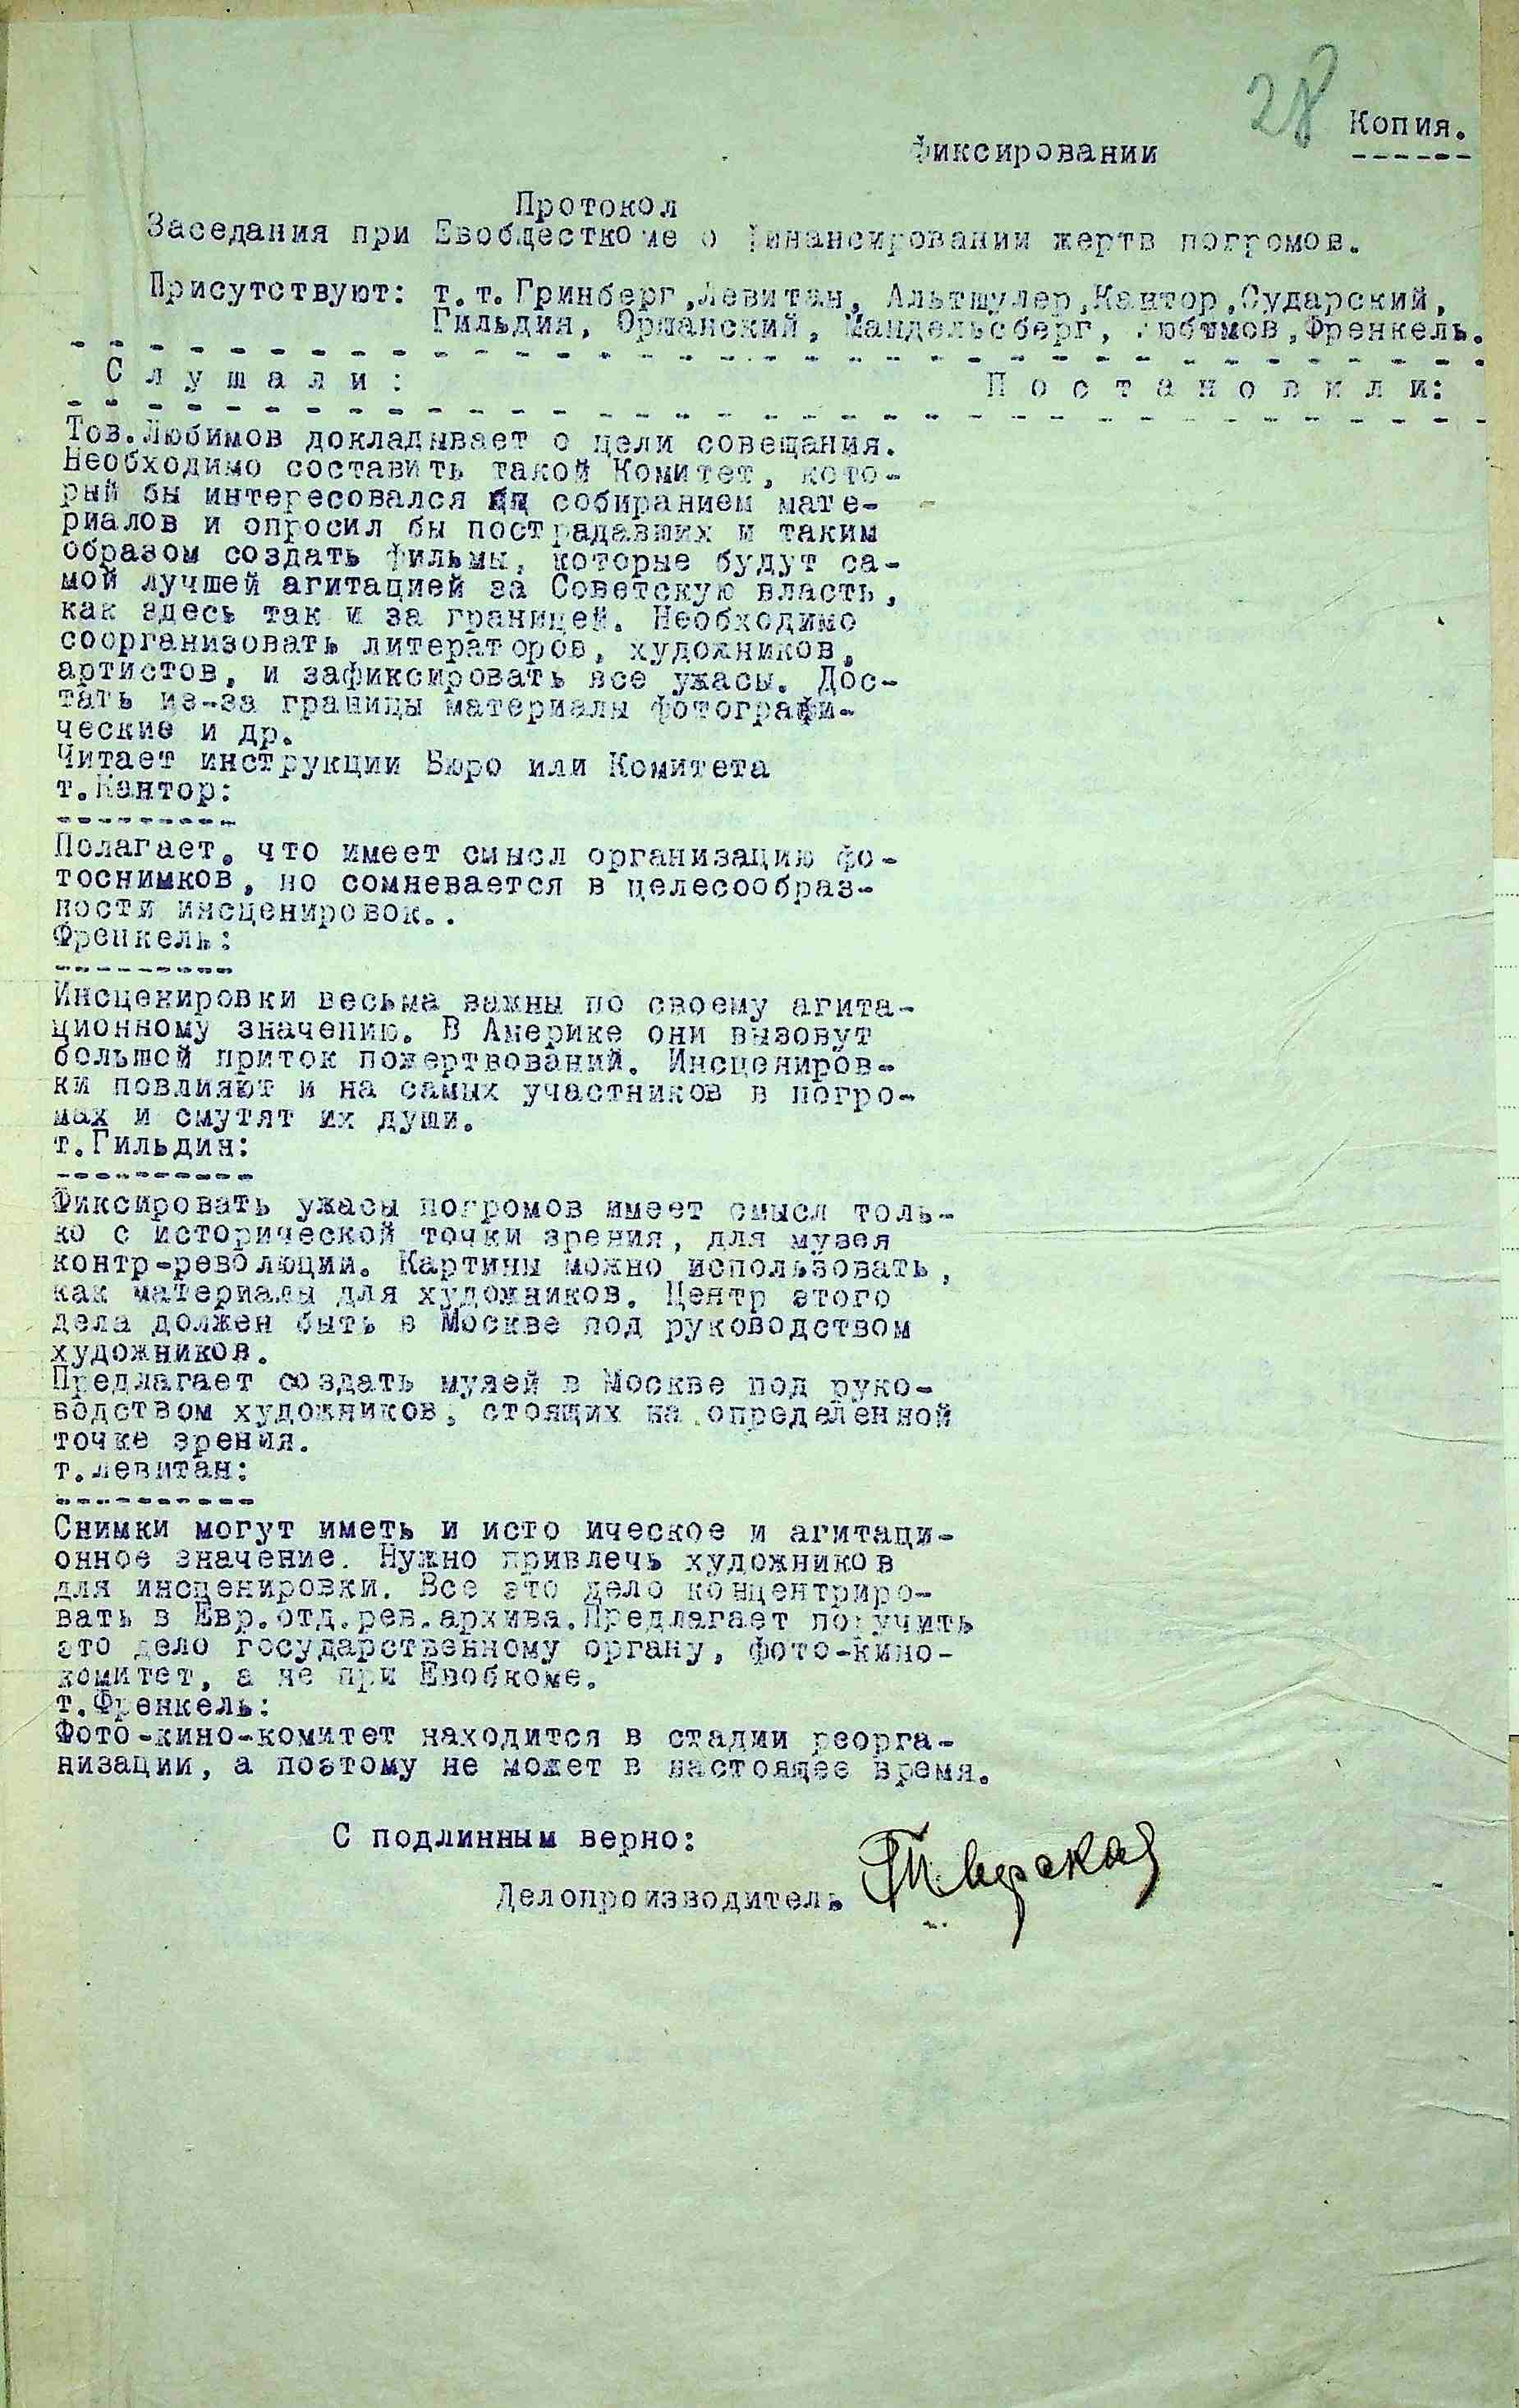 28
Копия.
------
Фиксировании
Протокол
Заседания при Евобщесткоме о финансировании жертв погромов.
Присутствуют: т.т.Гринберг,Левитан, Альтшулер,Кантор,Сударский,
Гильдин, Оршанский, Мандельсберг, Любимов,Френкель.
С л у ш а л и :
П о с т а н о в и л и:
Тов.Любимов докладывает о цели совещания.
Необходимо составить такой Комитет, кото-
рый бы интересовался собиранием мате-
риалов и опросил бы пострадавших и таким
образом создать фильмы, которые будут са-
мой лучшей агитацией за Советскую власть,
как здесь так и за границей. Необходимо
соорганизовать литераторов, художников,
артистов, и зафиксировать все ужасы. Дос-
тать из-за границы материалы фотографи-
ческие и др.
Читает инструкции Бюро или Комитета
т.Кантор:
---------
Полагает, что имеет смысл организацию фо-
тоснимков, но сомневается в целесообраз-
ности инсценировок..
Френкель:
---------
Инсценировки весьма важны по своему агита-
ционному значению. В Америке они вызовут
большой приток пожертвований. Инсцениров-
ки повлияют и на самых участников в погро-
мах и смутят их души.
т.Гильдин:
----------
Фиксировать ужасы погромов имеет смысл толь-
ко с исторической точки зрения, для музея
контр-революции. Картины можно использовать,
как материалы для художников. Центр этого
дела должен быть в Москве под руководством
художников.
Предлагает создать музей в Москве под руко-
водством художников, стоящих на определенной
точке зрения.
т.Левитан:
----------
Снимки могут иметь и исто ическое и агитаци-
онное значение. Нужно привлечь художников
для инсценировки. Все это дело концентриро-
вать в Евр.отд.рев.архива.Предлагает поручить
это дело государственному органу, фото-кино-
комитет, а не при Евобкоме.
т.Френкель:
Фото-кино-комитет находится в стадии реорга-
низации, а поэтому не может в настоящее время.
С подлинным верно:
Делопроизводитель